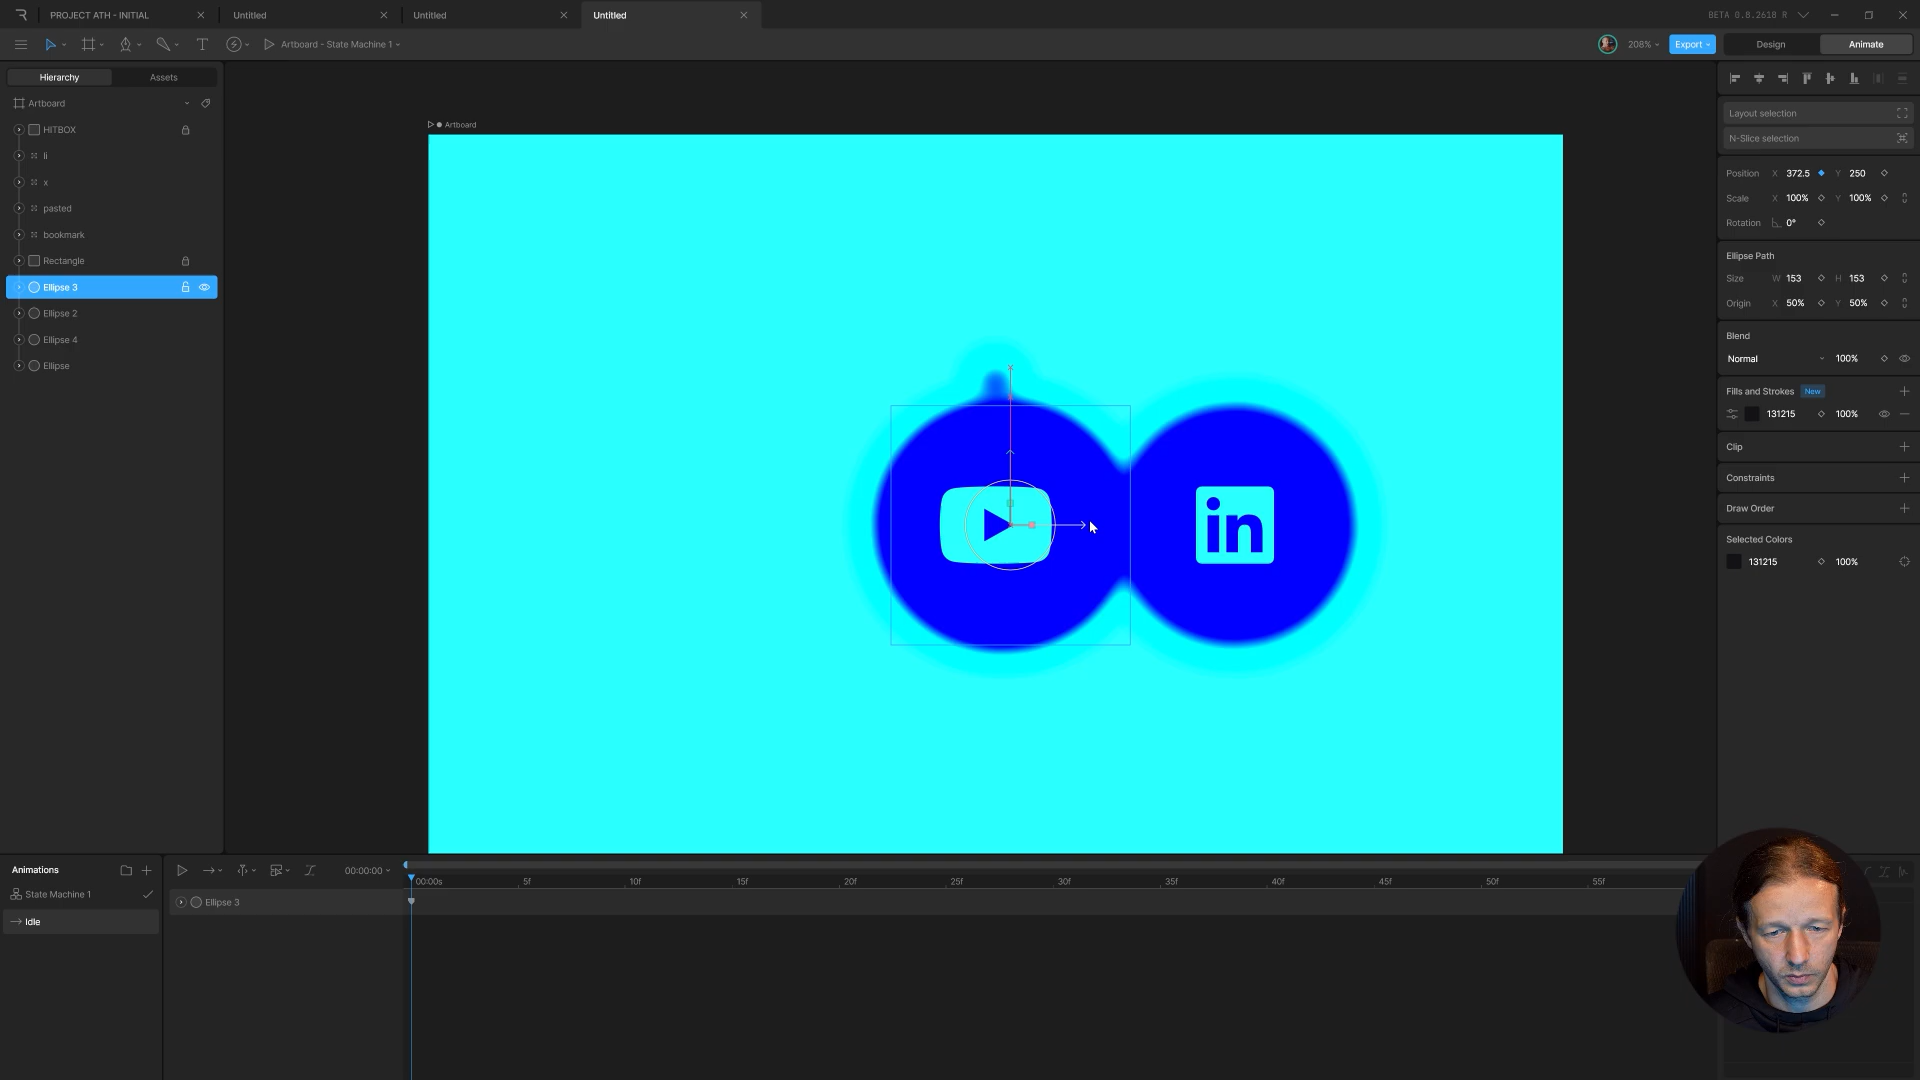 PROJECT ATH - INITIAL
Untitled
Untitled
Untitled
BETA 0.8.2618 R
Artboard - State Machine 1
208%
Export
Design
Animate
Hierarchy
Assets
Artboard
HITBOX
li
x
pasted
bookmark
Rectangle
Ellipse 3
Ellipse 2
Ellipse 4
Ellipse
Artboard
in
Layout selection
N-Slice selection
Position X 372.5 Y 250
Scale X 100% Y 100%
Rotation 0°
Ellipse Path
Size W 153 H 153
Origin X 50% Y 50%
Blend
Normal 100%
Fills and Strokes New
131215 100%
Clip
Constraints
Draw Order
Selected Colors
131215 100%
Animations
State Machine 1
Idle
00:00:00
00:00s 5f 10f 15f 20f 25f 30f 35f 40f 45f 50f 55f
Ellipse 3